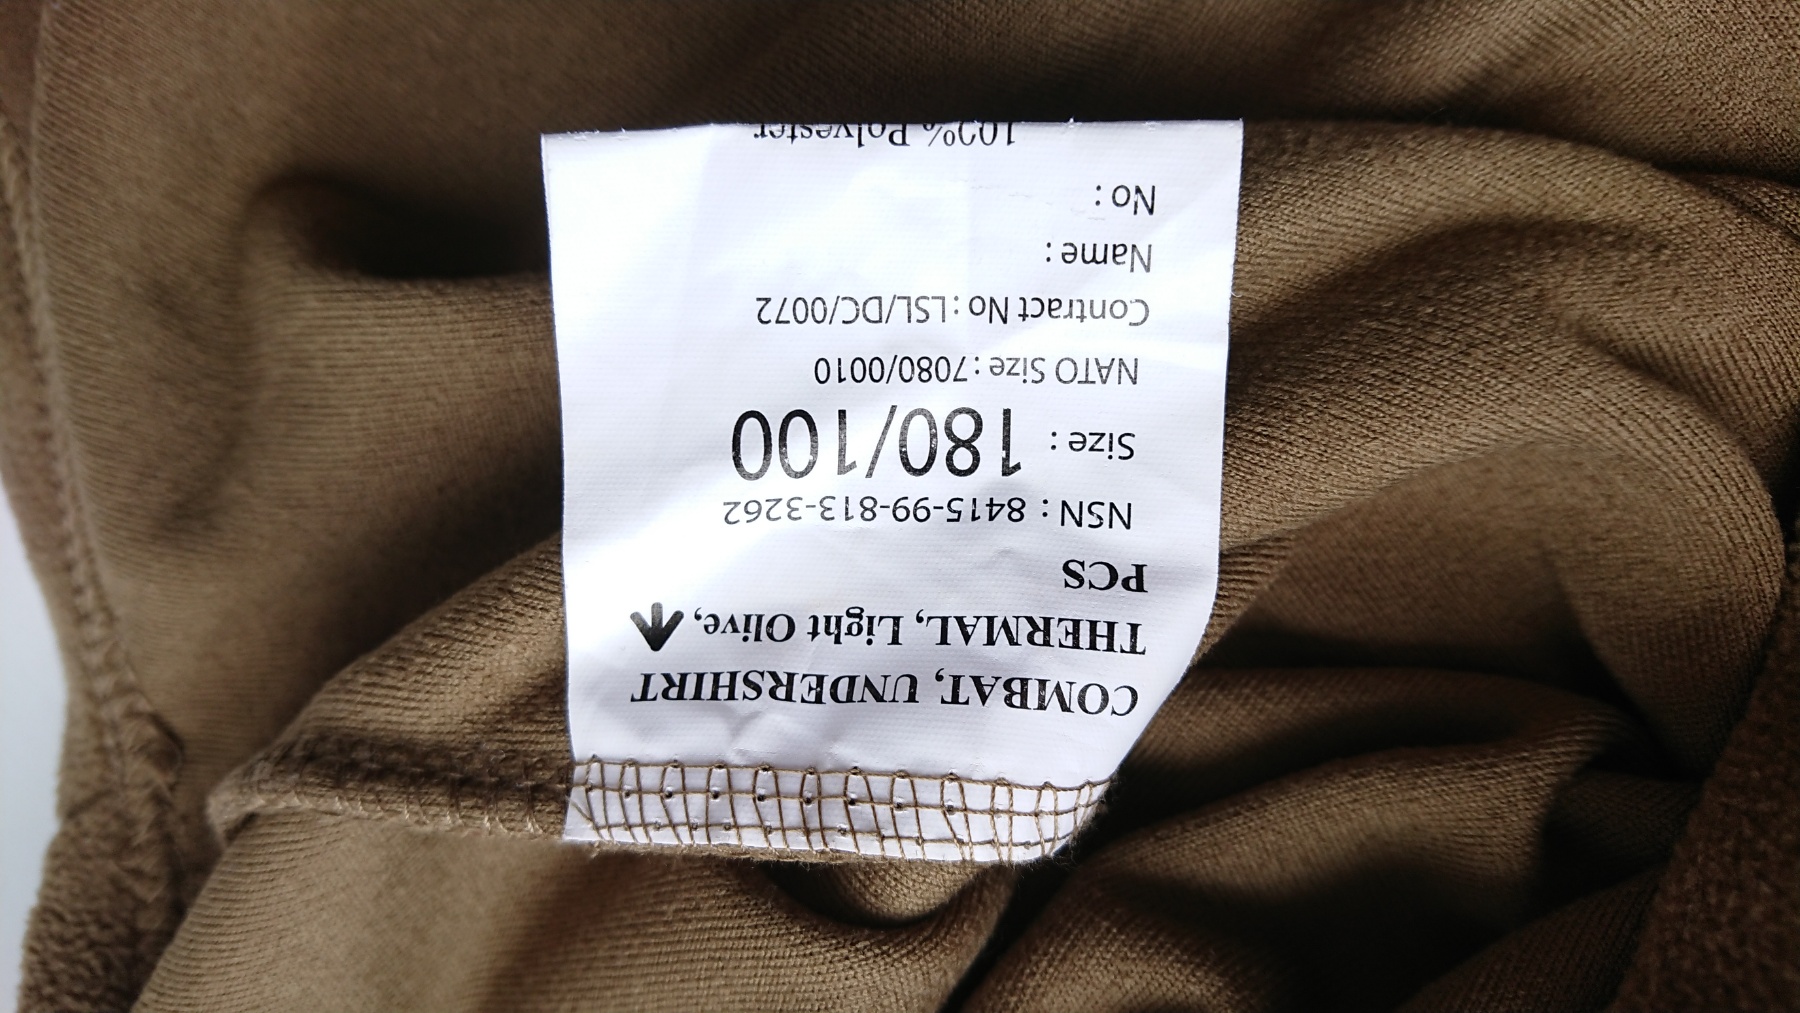 COMBAT, UNDERSHIRT
THERMAL, Light Olive,
PCS
NSN : 8415-99-813-3262
Size : 180/100
NATO Size : 7080/0010
Contract No : LSL/DC/0072
Name :
No :
100% Polyester